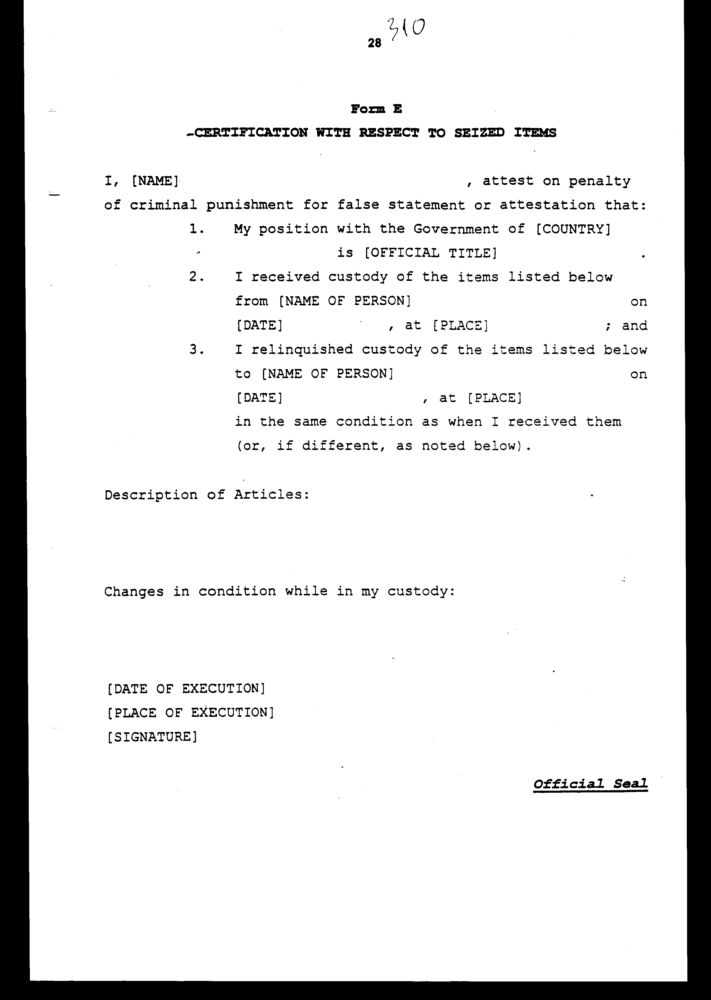 310
28
Form E
CERTIFICATION WITH RESPECT TO SEIZED ITEMS
I, [NAME] , attest on penalty
of criminal punishment for false statement or attestation that:
1. My position with the Government of [COUNTRY]
is [OFFICIAL TITLE] .
2. I received custody of the items listed below
from [NAME OF PERSON] on
[DATE] , at [PLACE] ; and
3. I relinquished custody of the items listed below
to [NAME OF PERSON] on
[DATE] , at [PLACE]
in the same condition as when I received them
(or, if different, as noted below).
Description of Articles:
Changes in condition while in my custody:
[DATE OF EXECUTION]
[PLACE OF EXECUTION]
[SIGNATURE]
Official Seal